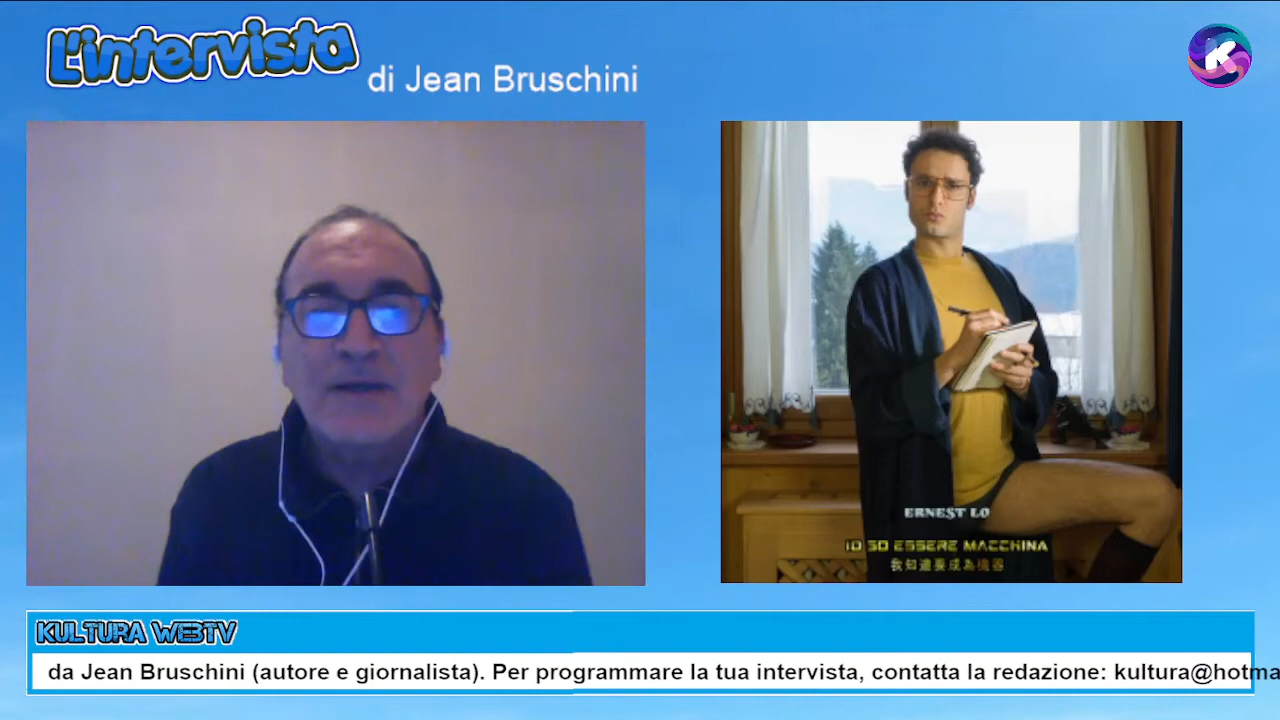 L'intervista
di Jean Bruschini
K
ERNEST LO
IO SO ESSERE MACCHINA
我知道要成為機器
KULTURA WEBTV
da Jean Bruschini (autore e giornalista). Per programmare la tua intervista, contatta la redazione: kultura@hotma